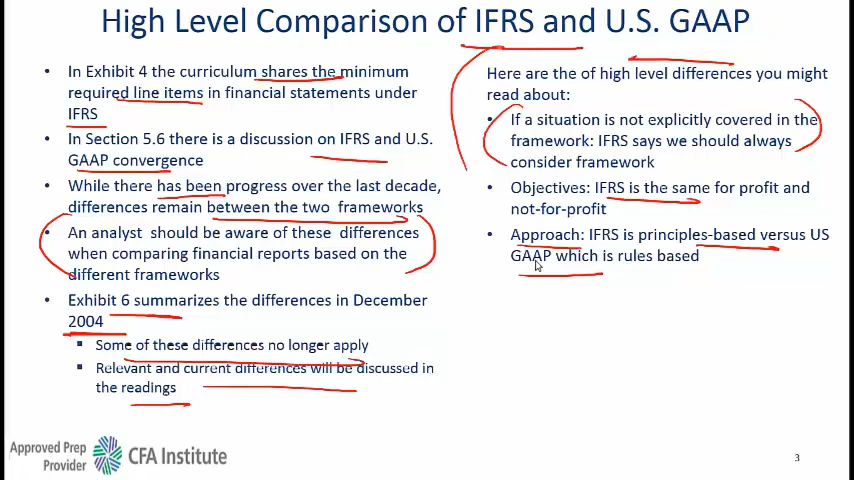 High Level Comparison of IFRS and U.S. GAAP
• In Exhibit 4 the curriculum shares the minimum
required line items in financial statements under
IFRS
• In Section 5.6 there is a discussion on IFRS and U.S.
GAAP convergence
• While there has been progress over the last decade,
differences remain between the two frameworks
• An analyst should be aware of these differences
when comparing financial reports based on the
different frameworks
• Exhibit 6 summarizes the differences in December
2004
▪ Some of these differences no longer apply
▪ Relevant and current differences will be discussed in
the readings
Here are the of high level differences you might
read about:
• If a situation is not explicitly covered in the
framework: IFRS says we should always
consider framework
• Objectives: IFRS is the same for profit and
not-for-profit
• Approach: IFRS is principles-based versus US
GAAP which is rules based
Approved Prep
Provider
CFA Institute
3